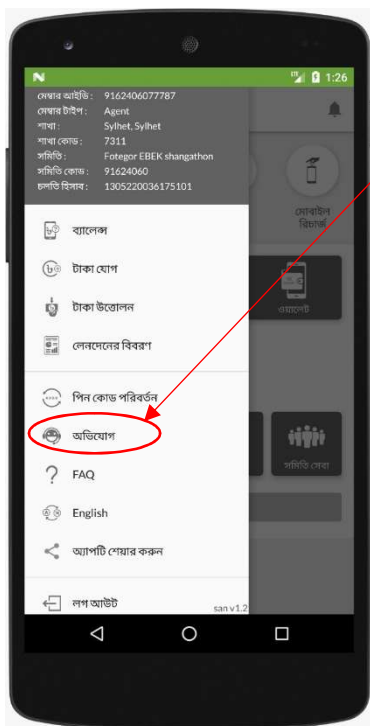 1:26
মেম্বার আইডি : 9162406077787
মেম্বার টাইপ : Agent
শাখা : Sylhet, Sylhet
শাখা কোড : 7311
সমিতি : Fotegor EBEK shangathon
সমিতি কোড : 91624060
চলতি হিসাব : 1305220036175101
মোবাইল
রিচার্জ
ব্যালেন্স
টাকা যোগ
টাকা উত্তোলন
ওয়ালেট
লেনদেনের বিবরণ
পিন কোড পরিবর্তন
অভিযোগ
সমিতি সেবা
FAQ
English
অ্যাপটি শেয়ার করুন
লগ আউট
san v1.2